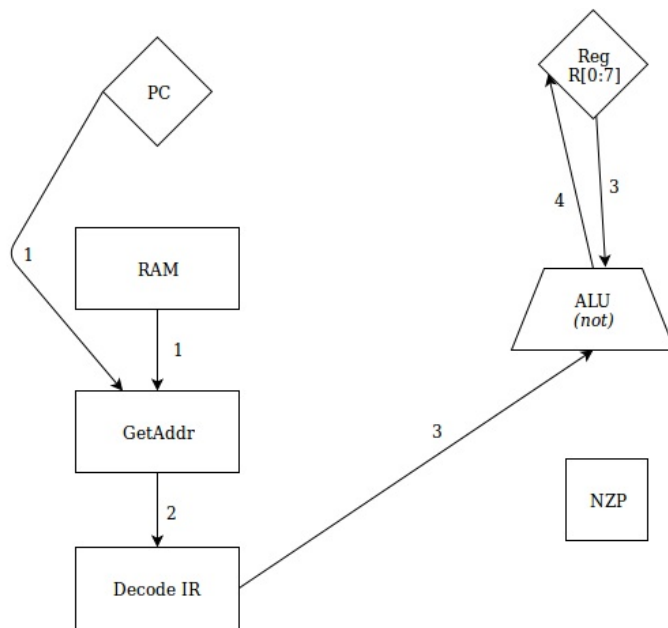 PC
Reg
R[0:7]
1
4
3
RAM
ALU
(not)
1
GetAddr
3
NZP
2
Decode IR